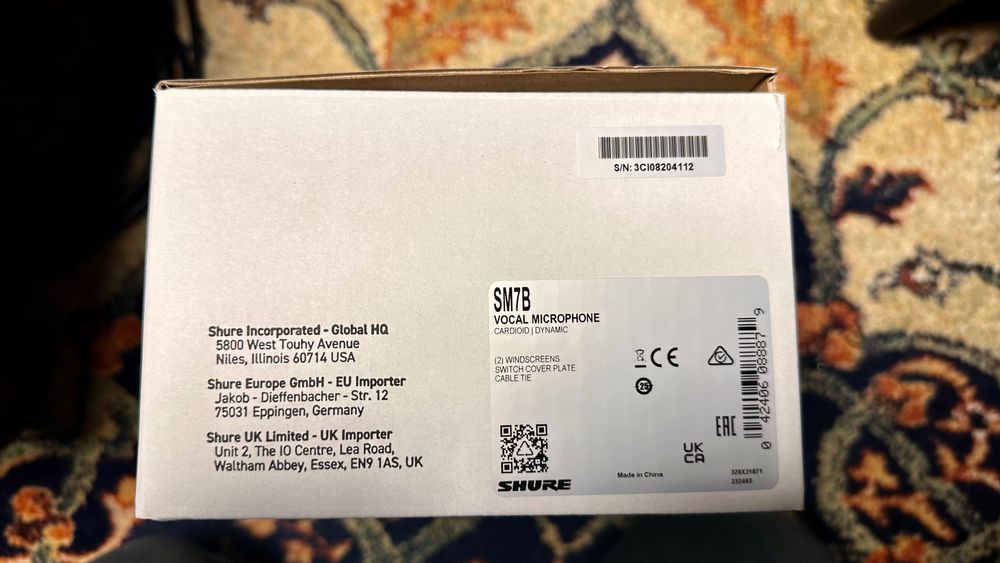 S/N: 3CI08204112
Shure Incorporated - Global HQ
5800 West Touhy Avenue
Niles, Illinois 60714 USA
Shure Europe GmbH - EU Importer
Jakob - Dieffenbacher - Str. 12
75031 Eppingen, Germany
Shure UK Limited - UK Importer
Unit 2, The IO Centre, Lea Road,
Waltham Abbey, Essex, EN9 1AS, UK
SM7B
VOCAL MICROPHONE
CARDIOID | DYNAMIC
(2) WINDSCREENS
SWITCH COVER PLATE
CABLE TIE
CE
25
EAC
UK
CA
SHURE
Made in China
328X31871
232483
0 42406 08887 9